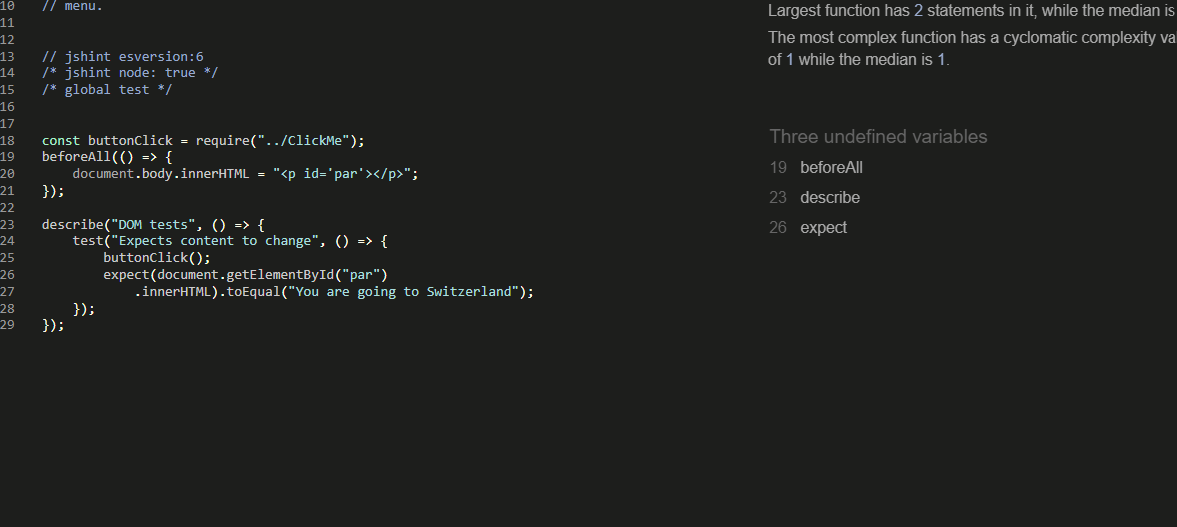 10 // menu.
11
12
13 // jshint esversion:6
14 /* jshint node: true */
15 /* global test */
16
17
18 const buttonClick = require("../ClickMe");
19 beforeAll(() => {
20     document.body.innerHTML = "<p id='par'></p>";
21 });
22
23 describe("DOM tests", () => {
24     test("Expects content to change", () => {
25         buttonClick();
26         expect(document.getElementById("par")
27             .innerHTML).toEqual("You are going to Switzerland");
28     });
29 });
Largest function has 2 statements in it, while the median is
The most complex function has a cyclomatic complexity va
of 1 while the median is 1.
Three undefined variables
19 beforeAll
23 describe
26 expect